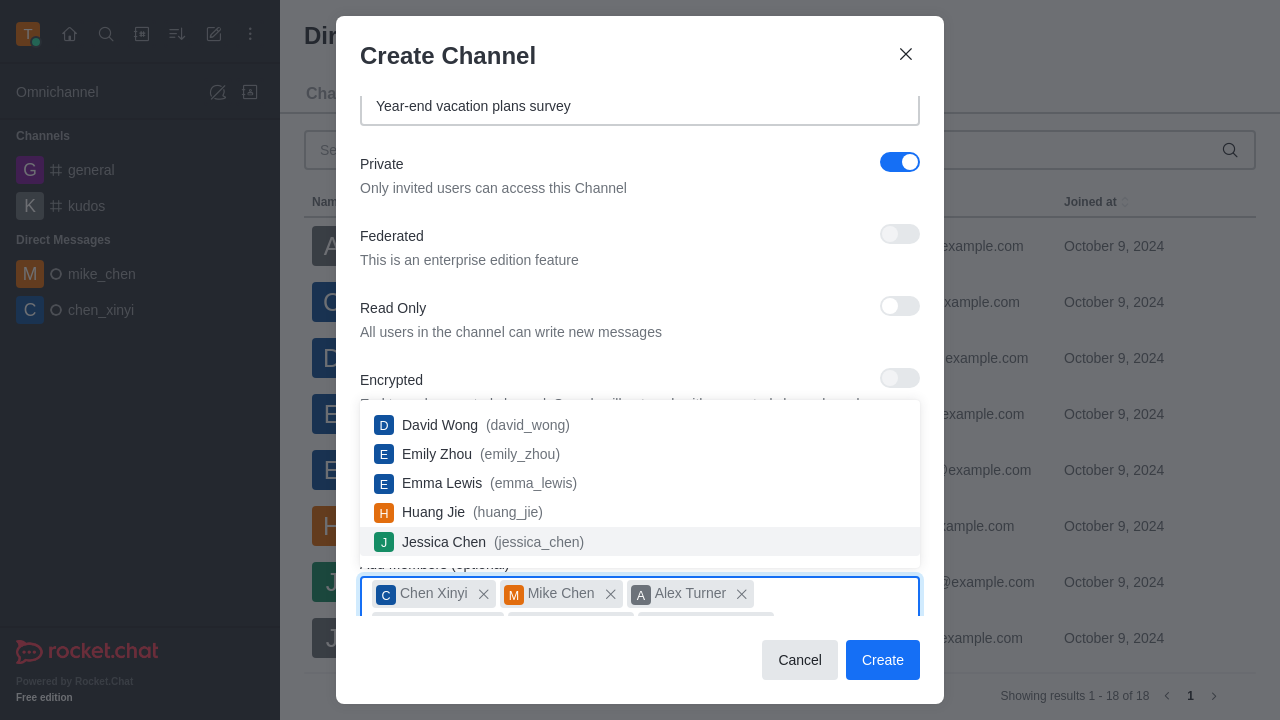 T
Omnichannel
Channels
G general
K kudos
Direct Messages
M mike_chen
C chen_xinyi
rocket.chat
Powered by Rocket.Chat
Free edition
Create Channel
Year-end vacation plans survey
Private
Only invited users can access this Channel
Federated
This is an enterprise edition feature
Read Only
All users in the channel can write new messages
Encrypted
D David Wong (david_wong)
E Emily Zhou (emily_zhou)
E Emma Lewis (emma_lewis)
H Huang Jie (huang_jie)
J Jessica Chen (jessica_chen)
Add members (optional)
C Chen Xinyi
M Mike Chen
A Alex Turner
Cancel
Create
Joined at
example.com October 9, 2024
example.com October 9, 2024
example.com October 9, 2024
example.com October 9, 2024
@example.com October 9, 2024
example.com October 9, 2024
@example.com October 9, 2024
example.com October 9, 2024
Showing results 1 - 18 of 18
1